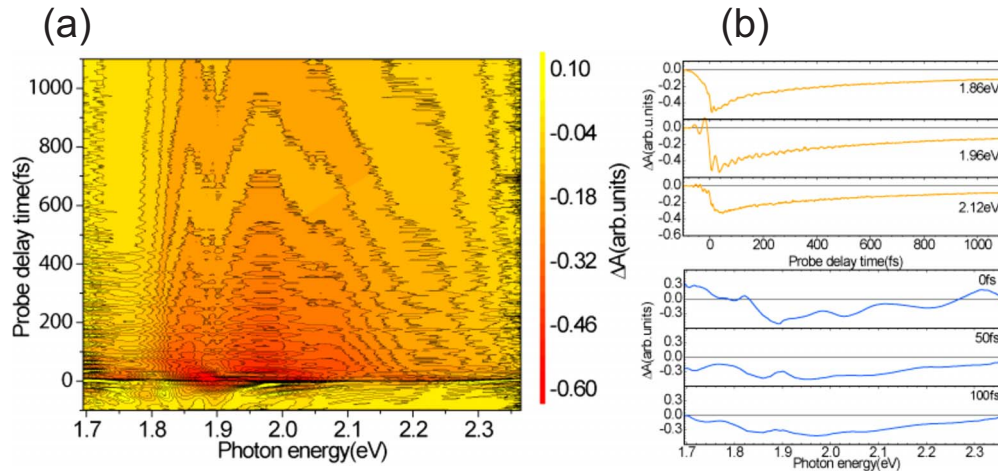 (a)
(b)
1000
800
600
400
200
0
Probe delay time(fs)
1.7 1.8 1.9 2.0 2.1 2.2 2.3
Photon energy(eV)
0.10
-0.04
-0.18
-0.32
-0.46
-0.60
ΔA(arb.units)
0.0
-0.2
-0.4
1.86eV
0.0
-0.2
-0.4
1.96eV
0.0
-0.2
-0.4
-0.6
2.12eV
ΔA(arb.units)
0 200 400 600 800 1000
Probe delay time(fs)
0.3
0.0
-0.3
0fs
0.3
0.0
-0.3
50fs
0.3
0.0
-0.3
100fs
ΔA(arb.units)
1.7 1.8 1.9 2.0 2.1 2.2 2.3
Photon energy(eV)